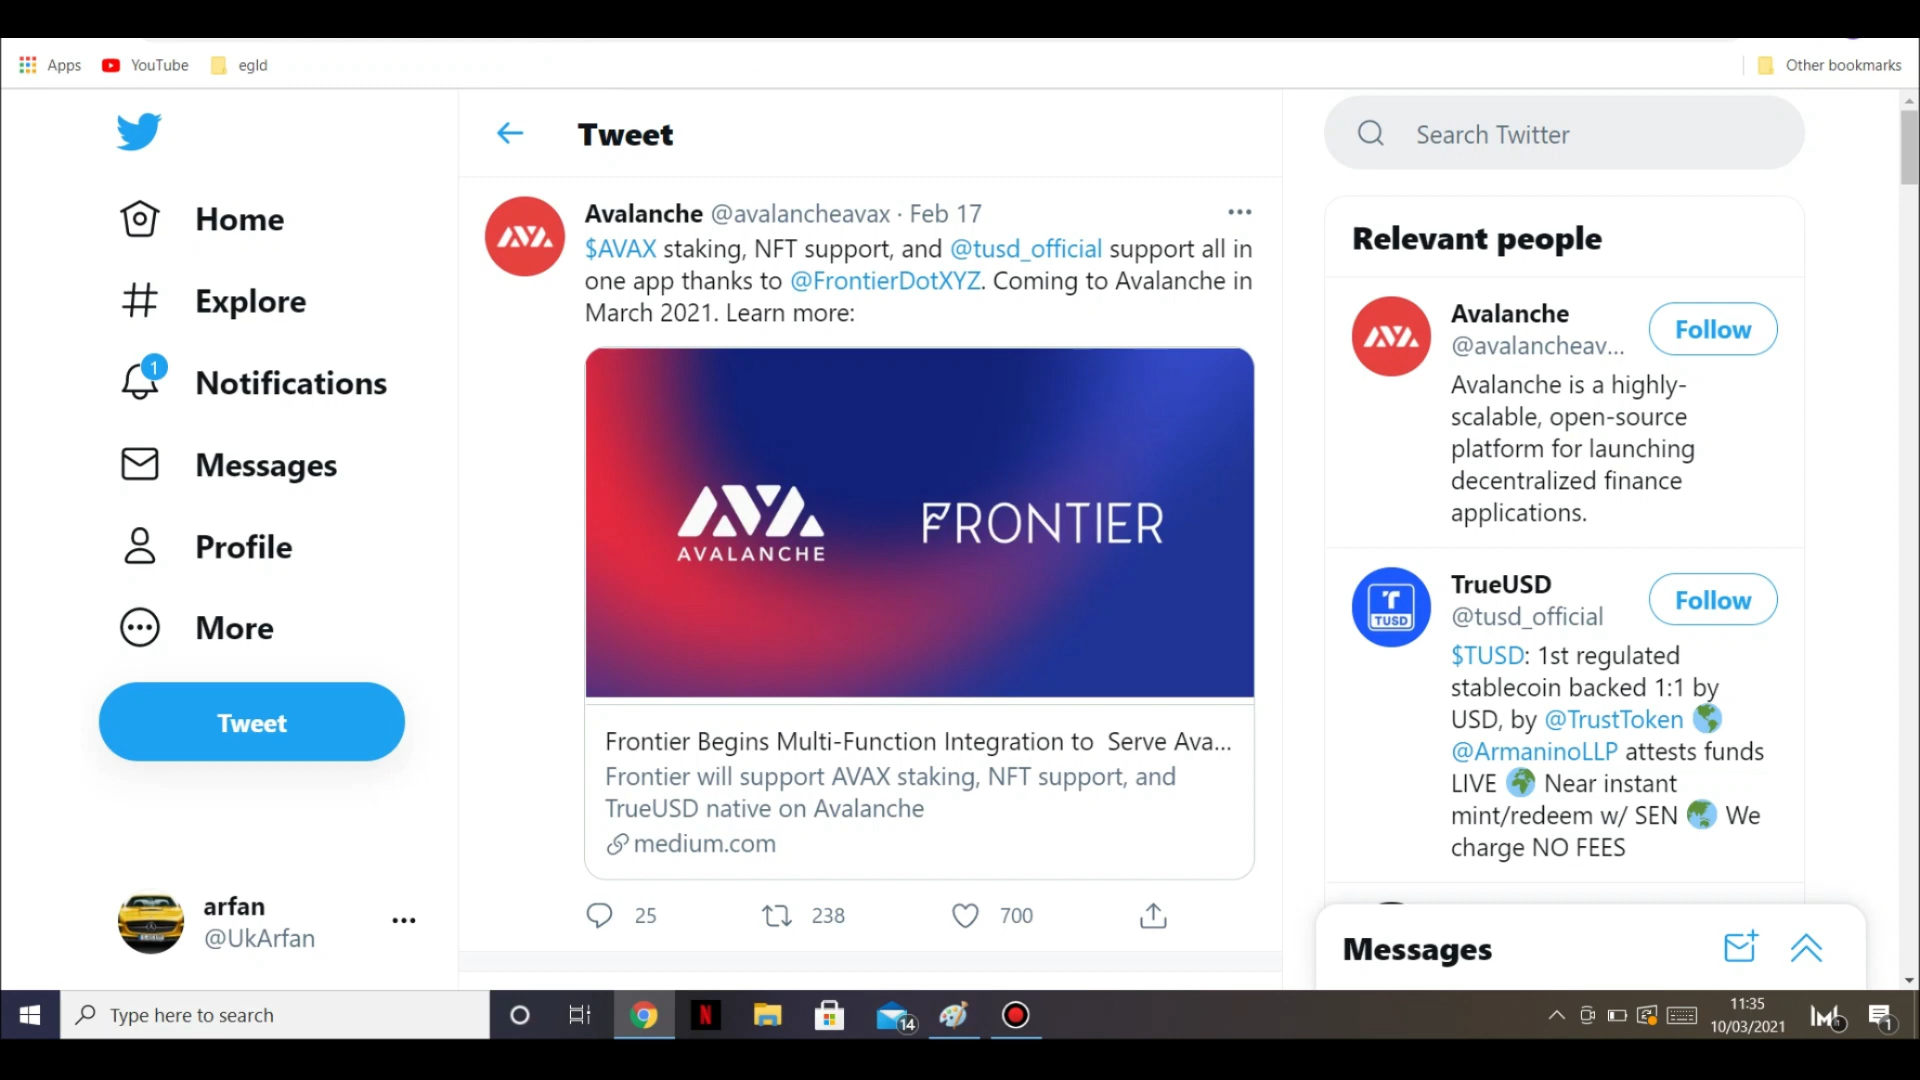 Apps YouTube egld Other bookmarks
Home
Explore
1
Notifications
Messages
Profile
More
Tweet
arfan
@UkArfan
Tweet
Avalanche @avalancheavax · Feb 17
$AVAX staking, NFT support, and @tusd_official support all in
one app thanks to @FrontierDotXYZ. Coming to Avalanche in
March 2021. Learn more:
AVALANCHE FRONTIER
Frontier Begins Multi-Function Integration to Serve Ava...
Frontier will support AVAX staking, NFT support, and
TrueUSD native on Avalanche
medium.com
25 238 700
Search Twitter
Relevant people
Avalanche
@avalancheav...
Follow
Avalanche is a highly-
scalable, open-source
platform for launching
decentralized finance
applications.
TrueUSD
@tusd_official
Follow
TUSD
$TUSD: 1st regulated
stablecoin backed 1:1 by
USD, by @TrustToken
@ArmaninoLLP attests funds
LIVE Near instant
mint/redeem w/ SEN We
charge NO FEES
Messages
Type here to search
14
11:35
10/03/2021
1